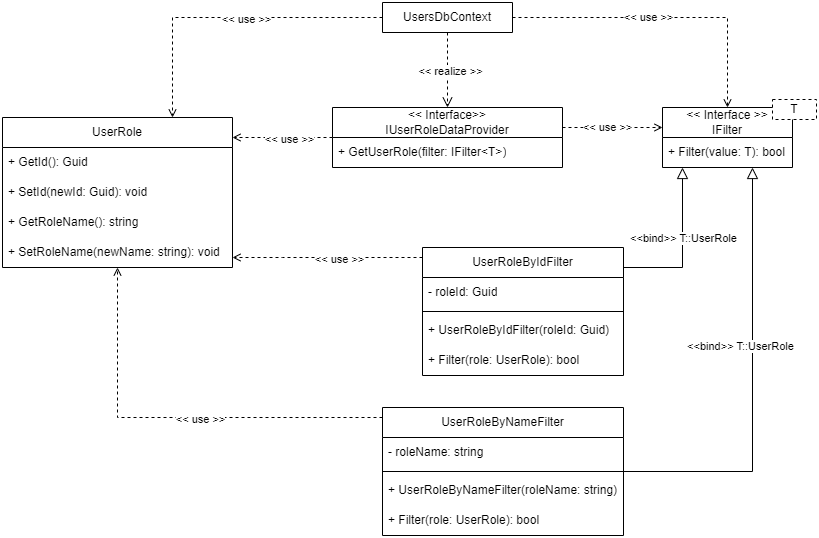 UsersDbContext
<< use >>
<< use >>
<< realize >>
UserRole
+ GetId(): Guid
+ SetId(newId: Guid): void
+ GetRoleName(): string
+ SetRoleName(newName: string): void
<< use >>
<< Interface>>
IUserRoleDataProvider
+ GetUserRole(filter: IFilter<T>)
<< use >>
T
<< Interface >>
IFilter
+ Filter(value: T): bool
<<bind>> T::UserRole
<< use >>
UserRoleByIdFilter
- roleId: Guid
+ UserRoleByIdFilter(roleId: Guid)
+ Filter(role: UserRole): bool
<<bind>> T::UserRole
<< use >>
UserRoleByNameFilter
- roleName: string
+ UserRoleByNameFilter(roleName: string)
+ Filter(role: UserRole): bool